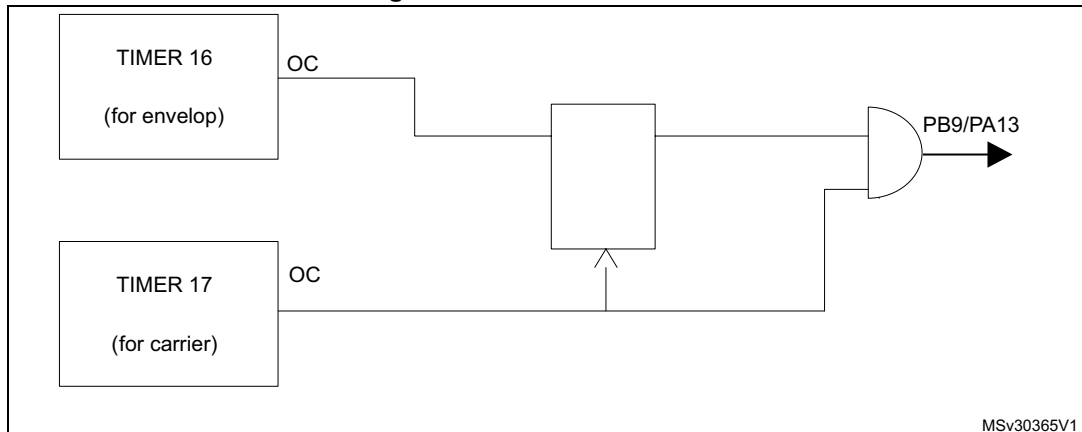 TIMER 16
(for envelop)
OC
PB9/PA13
TIMER 17
(for carrier)
OC
MSv30365V1